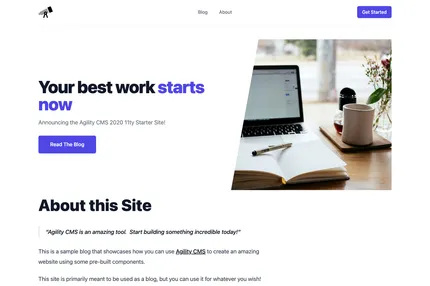 Blog About Get Started
Your best work starts
now
Announcing the Agility CMS 2020 11ty Starter Site!
Read The Blog
About this Site
"Agility CMS is an amazing tool. Start building something incredible today!"
This is a sample blog that showcases how you can use Agility CMS to create an amazing
website using some pre-built components.
This site is primarily meant to be used as a blog, but you can use it for whatever you wish!